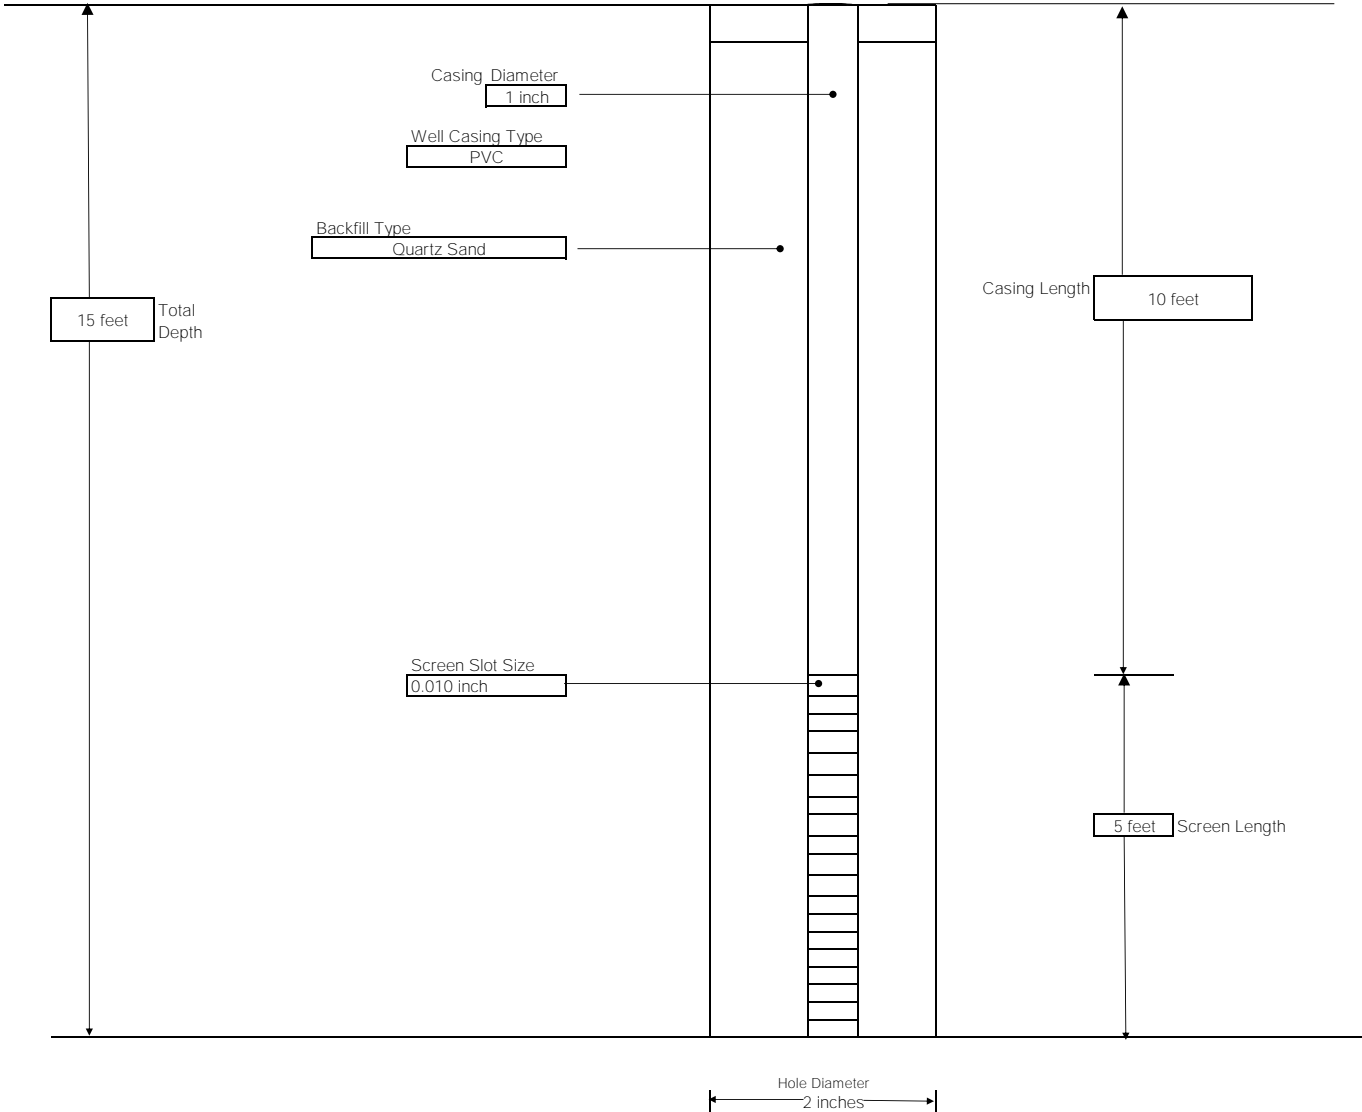 Casing Diameter
1 inch
Well Casing Type
PVC
Backfill Type
Quartz Sand
Casing Length
10 feet
15 feet
Total
Depth
Screen Slot Size
0.010 inch
5 feet
Screen Length
Hole Diameter
2 inches